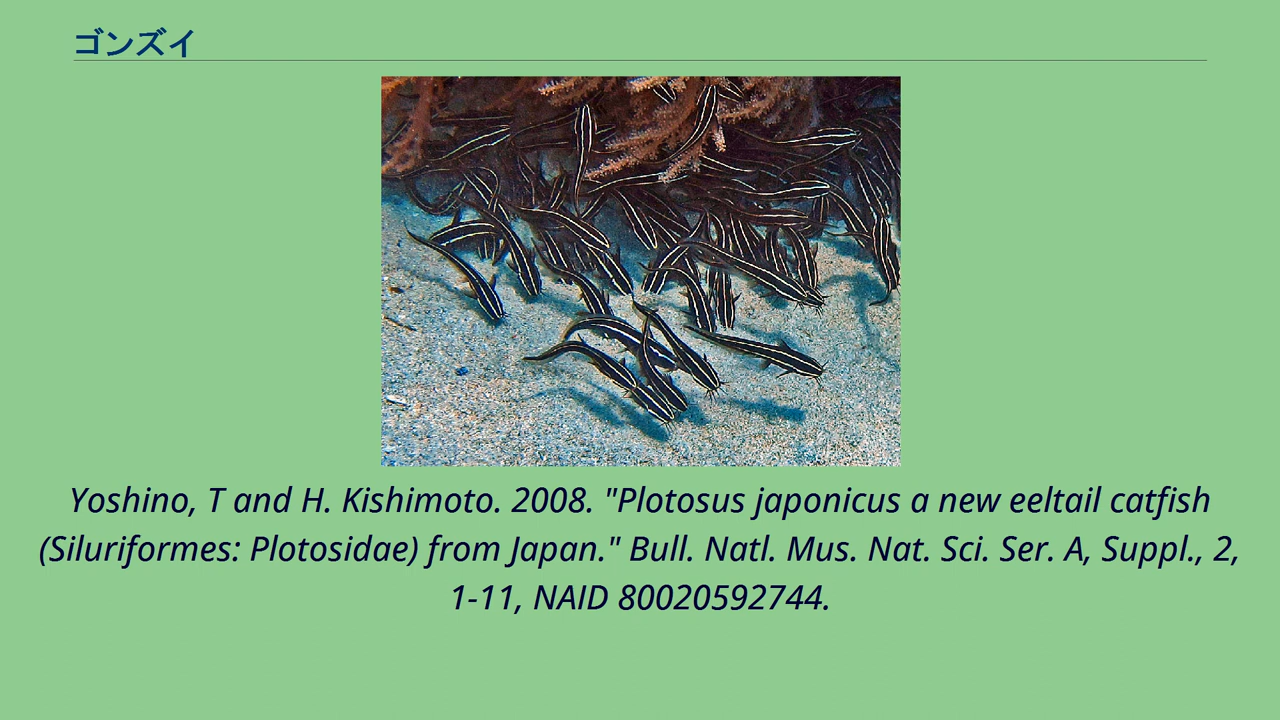 ゴンズイ
Yoshino, T and H. Kishimoto. 2008. "Plotosus japonicus a new eeltail catfish
(Siluriformes: Plotosidae) from Japan." Bull. Natl. Mus. Nat. Sci. Ser. A, Suppl., 2,
1-11, NAID 80020592744.